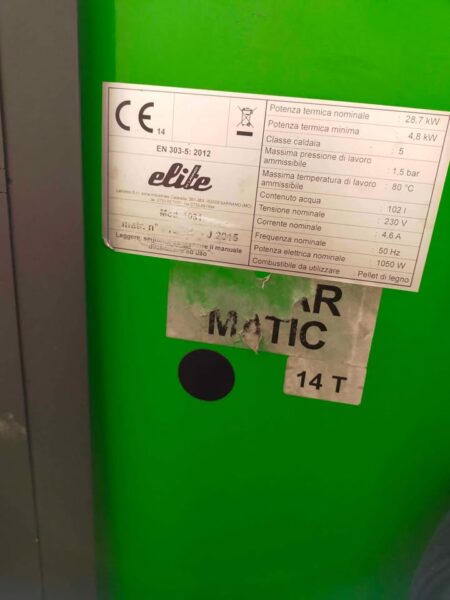 CE 14
EN 303-5: 2012
elite
Leggere, seguire
Potenza termica nominale : 28,7 kW
Potenza termica minima : 4,8 kW
Classe caldaia : 5
Massima pressione di lavoro
ammissibile : 1,5 bar
Massima temperatura di lavoro
ammissibile : 80 °C
Contenuto acqua : 102 l
Tensione nominale : 230 V
Corrente nominale : 4,6 A
Frequenza nominale : 50 Hz
Potenza elettrica nominale : 1050 W
Combustibile da utilizzare : Pellet di legno
MATIC
14 T